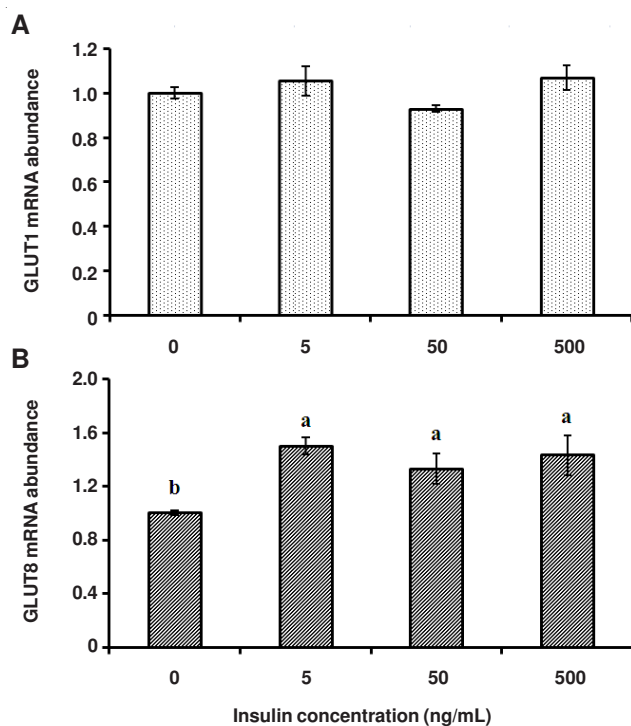 A
1.2
1.0
0.8
0.6
0.4
0.2
0
GLUT1 mRNA abundance
0 5 50 500
B
2.0
1.6
1.2
0.8
0.4
0
GLUT8 mRNA abundance
b a a a
0 5 50 500
Insulin concentration (ng/mL)